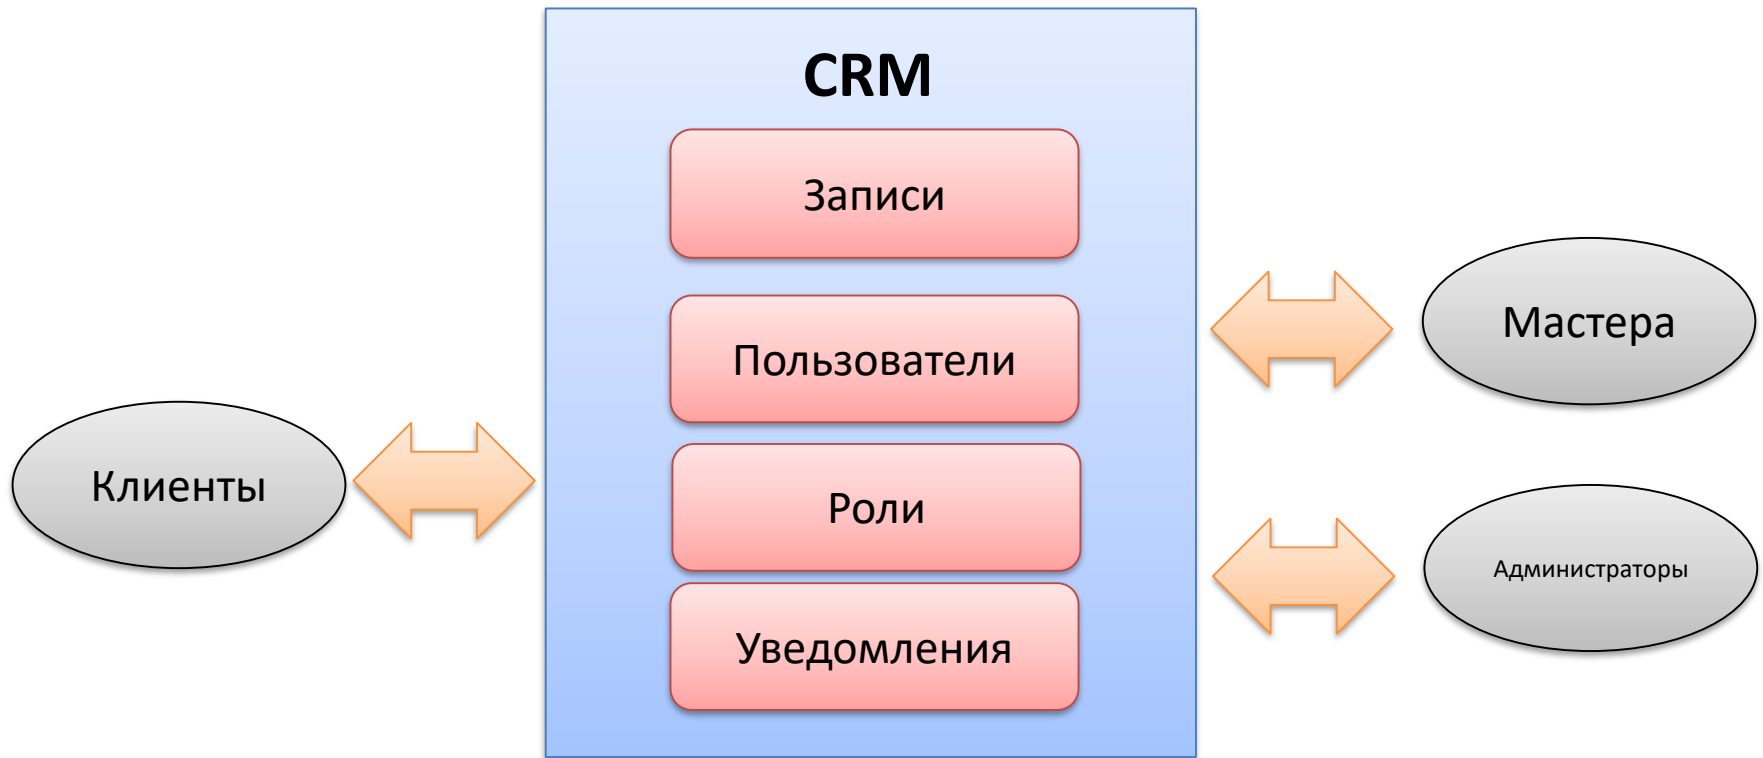 CRM
Записи
Пользователи
Роли
Уведомления
Клиенты
Мастера
Администраторы